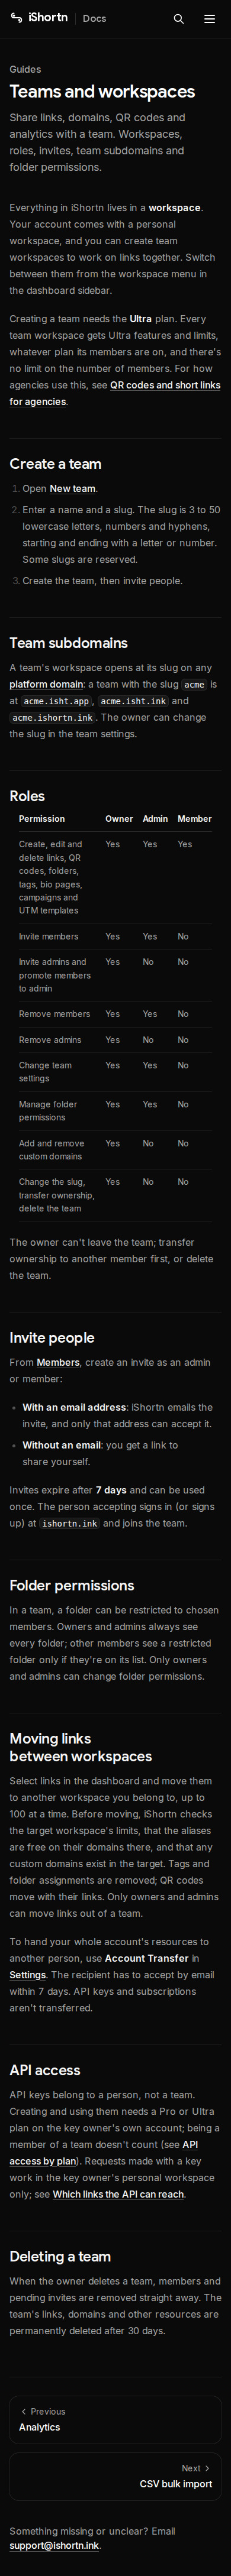 iShortn Docs
Guides
Teams and workspaces
Share links, domains, QR codes and
analytics with a team. Workspaces,
roles, invites, team subdomains and
folder permissions.
Everything in iShortn lives in a workspace.
Your account comes with a personal
workspace, and you can create team
workspaces to work on links together. Switch
between them from the workspace menu in
the dashboard sidebar.
Creating a team needs the Ultra plan. Every
team workspace gets Ultra features and limits,
whatever plan its members are on, and there's
no limit on the number of members. For how
agencies use this, see QR codes and short links
for agencies.
Create a team
1. Open New team.
2. Enter a name and a slug. The slug is 3 to 50
lowercase letters, numbers and hyphens,
starting and ending with a letter or number.
Some slugs are reserved.
3. Create the team, then invite people.
Team subdomains
A team's workspace opens at its slug on any
platform domain: a team with the slug acme is
at acme.isht.app, acme.isht.ink and
acme.ishortn.ink. The owner can change
the slug in the team settings.
Roles
Permission Owner Admin Member
Create, edit and Yes Yes Yes
delete links, QR
codes, folders,
tags, bio pages,
campaigns and
UTM templates
Invite members Yes Yes No
Invite admins and Yes No No
promote members
to admin
Remove members Yes Yes No
Remove admins Yes No No
Change team Yes Yes No
settings
Manage folder Yes Yes No
permissions
Add and remove Yes No No
custom domains
Change the slug, Yes No No
transfer ownership,
delete the team
The owner can't leave the team; transfer
ownership to another member first, or delete
the team.
Invite people
From Members, create an invite as an admin
or member:
• With an email address: iShortn emails the
invite, and only that address can accept it.
• Without an email: you get a link to
share yourself.
Invites expire after 7 days and can be used
once. The person accepting signs in (or signs
up) at ishortn.ink and joins the team.
Folder permissions
In a team, a folder can be restricted to chosen
members. Owners and admins always see
every folder; other members see a restricted
folder only if they're on its list. Only owners
and admins can change folder permissions.
Moving links
between workspaces
Select links in the dashboard and move them
to another workspace you belong to, up to
100 at a time. Before moving, iShortn checks
the target workspace's limits, that the aliases
are free on their domains there, and that any
custom domains exist in the target. Tags and
folder assignments are removed; QR codes
move with their links. Only owners and admins
can move links out of a team.
To hand your whole account's resources to
another person, use Account Transfer in
Settings. The recipient has to accept by email
within 7 days. API keys and subscriptions
aren't transferred.
API access
API keys belong to a person, not a team.
Creating and using them needs a Pro or Ultra
plan on the key owner's own account; being a
member of a team doesn't count (see API
access by plan). Requests made with a key
work in the key owner's personal workspace
only; see Which links the API can reach.
Deleting a team
When the owner deletes a team, members and
pending invites are removed straight away. The
team's links, domains and other resources are
permanently deleted after 30 days.
Previous
Analytics
Next
CSV bulk import
Something missing or unclear? Email
support@ishortn.ink.